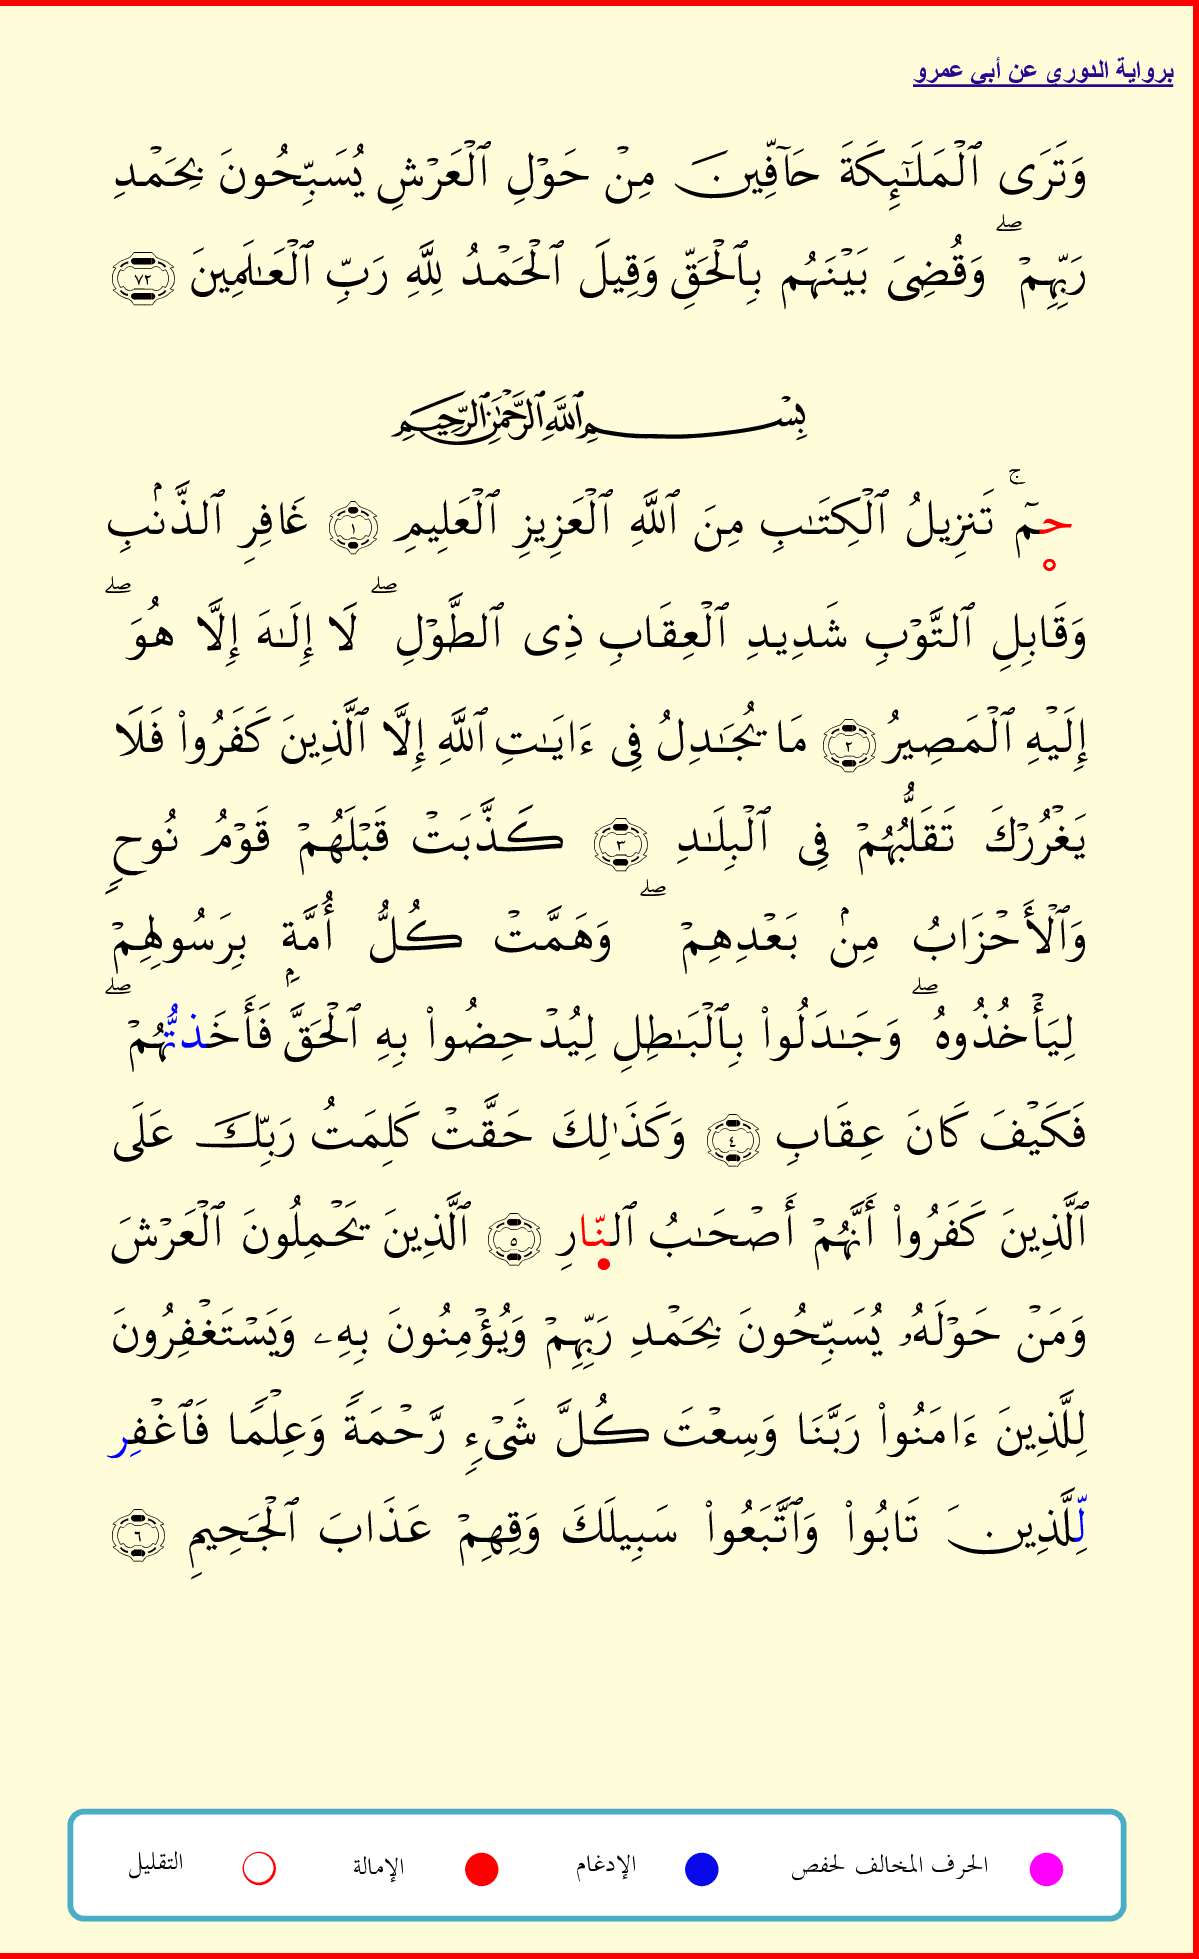 برواية الدوري عن أبي عمرو
وَتَرَى ٱلْمَلَٰٓئِكَةَ حَآفِّينَ مِنْ حَوْلِ ٱلْعَرْشِ يُسَبِّحُونَ بِحَمْدِ
رَبِّهِمْ ۖ وَقُضِىَ بَيْنَهُم بِٱلْحَقِّ وَقِيلَ ٱلْحَمْدُ لِلَّهِ رَبِّ ٱلْعَٰلَمِينَ ٧٢
بِسْمِ ٱللَّهِ ٱلرَّحْمَٰنِ ٱلرَّحِيمِ
حمٓ ۚ تَنزِيلُ ٱلْكِتَٰبِ مِنَ ٱللَّهِ ٱلْعَزِيزِ ٱلْعَلِيمِ ١ غَافِرِ ٱلذَّنۢبِ
وَقَابِلِ ٱلتَّوْبِ شَدِيدِ ٱلْعِقَابِ ذِى ٱلطَّوْلِ ۖ لَا إِلَٰهَ إِلَّا هُوَ ۖ
إِلَيْهِ ٱلْمَصِيرُ ٢ مَا يُجَٰدِلُ فِى ءَايَٰتِ ٱللَّهِ إِلَّا ٱلَّذِينَ كَفَرُوا۟ فَلَا
يَغْرُرْكَ تَقَلُّبُهُمْ فِى ٱلْبِلَٰدِ ٣ كَذَّبَتْ قَبْلَهُمْ قَوْمُ نُوحٍ
وَٱلْأَحْزَابُ مِنۢ بَعْدِهِمْ ۖ وَهَمَّتْ كُلُّ أُمَّةٍۭ بِرَسُولِهِمْ
لِيَأْخُذُوهُ ۖ وَجَٰدَلُوا۟ بِٱلْبَٰطِلِ لِيُدْحِضُوا۟ بِهِ ٱلْحَقَّ فَأَخَذتُّهُمْ ۖ
فَكَيْفَ كَانَ عِقَابِ ٤ وَكَذَٰلِكَ حَقَّتْ كَلِمَتُ رَبِّكَ عَلَى
ٱلَّذِينَ كَفَرُوا۟ أَنَّهُمْ أَصْحَٰبُ ٱلنَّارِ ٥ ٱلَّذِينَ يَحْمِلُونَ ٱلْعَرْشَ
وَمَنْ حَوْلَهُۥ يُسَبِّحُونَ بِحَمْدِ رَبِّهِمْ وَيُؤْمِنُونَ بِهِۦ وَيَسْتَغْفِرُونَ
لِلَّذِينَ ءَامَنُوا۟ رَبَّنَا وَسِعْتَ كُلَّ شَىْءٍ رَّحْمَةً وَعِلْمًا فَٱغْفِر
لِّلَّذِينَ تَابُوا۟ وَٱتَّبَعُوا۟ سَبِيلَكَ وَقِهِمْ عَذَابَ ٱلْجَحِيمِ ٦
الحرف المخالف لحفص الإدغام الإمالة التقليل